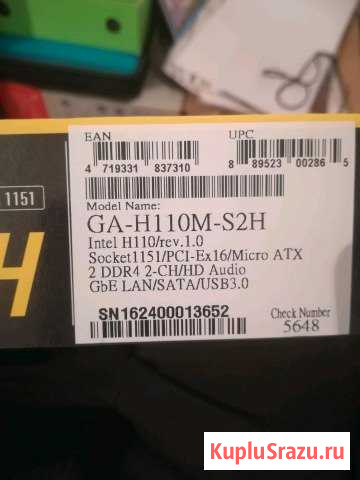 EAN
UPC
4 719331 837310
8 89523 00286 5
1151
H
Model Name:
GA-H110M-S2H
Intel H110/rev.1.0
Socket1151/PCI-Ex16/Micro ATX
2 DDR4 2-CH/HD Audio
GbE LAN/SATA/USB3.0
SN162400013652
Check Number
5648
KupluSrazu.ru